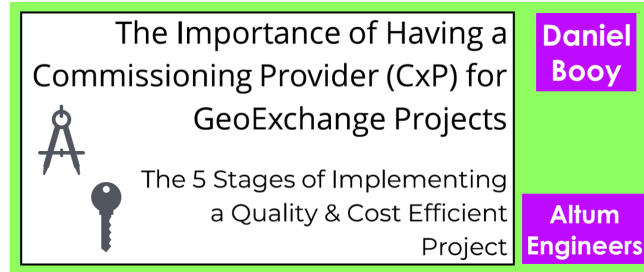 The Importance of Having a
Commissioning Provider (CxP) for
GeoExchange Projects
The 5 Stages of Implementing
a Quality & Cost Efficient
Project
Daniel
Booy
Altum
Engineers